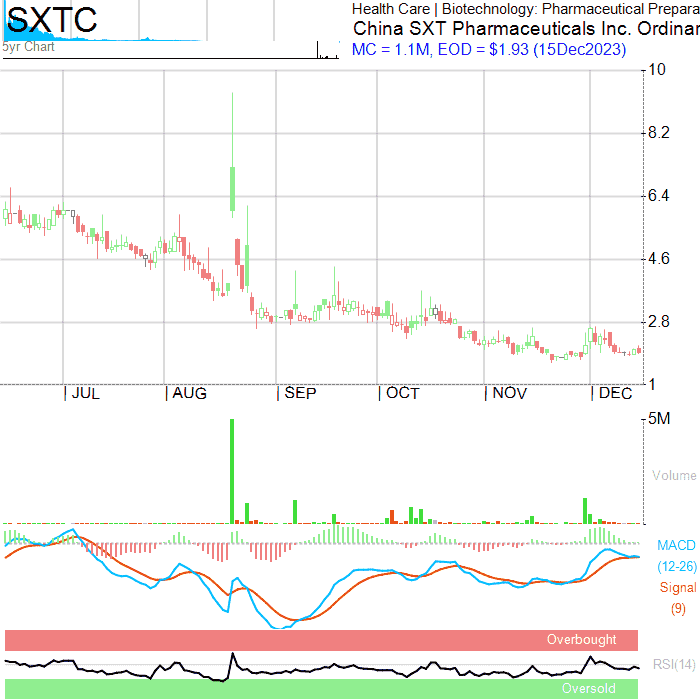 SXTC
5yr Chart
Health Care | Biotechnology: Pharmaceutical Prepara
China SXT Pharmaceuticals Inc. Ordinar
MC = 1.1M, EOD = $1.93 (15Dec2023)
10
8.2
6.4
4.6
2.8
1
JUL
AUG
SEP
OCT
NOV
DEC
5M
Volume
MACD
(12-26)
Signal
(9)
Overbought
RSI(14)
Oversold